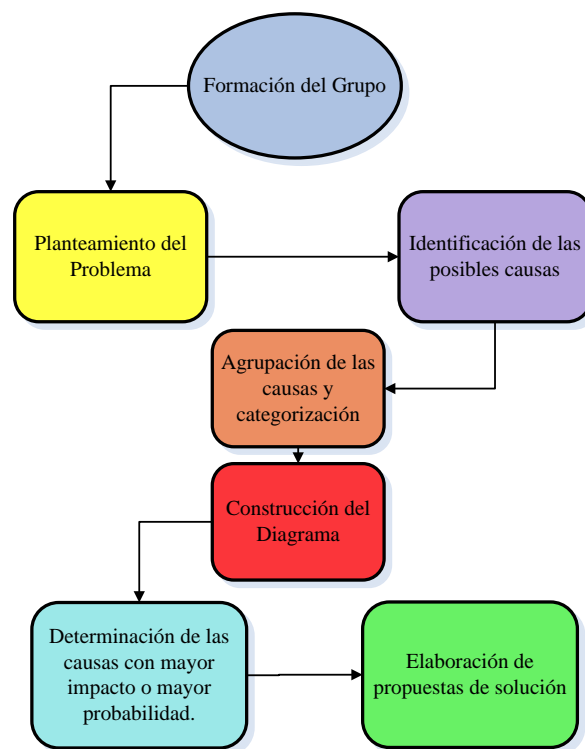 Formación del Grupo
Planteamiento del
Problema
Identificación de las
posibles causas
Agrupación de las
causas y
categorización
Construcción del
Diagrama
Determinación de las
causas con mayor
impacto o mayor
probabilidad.
Elaboración de
propuestas de solución